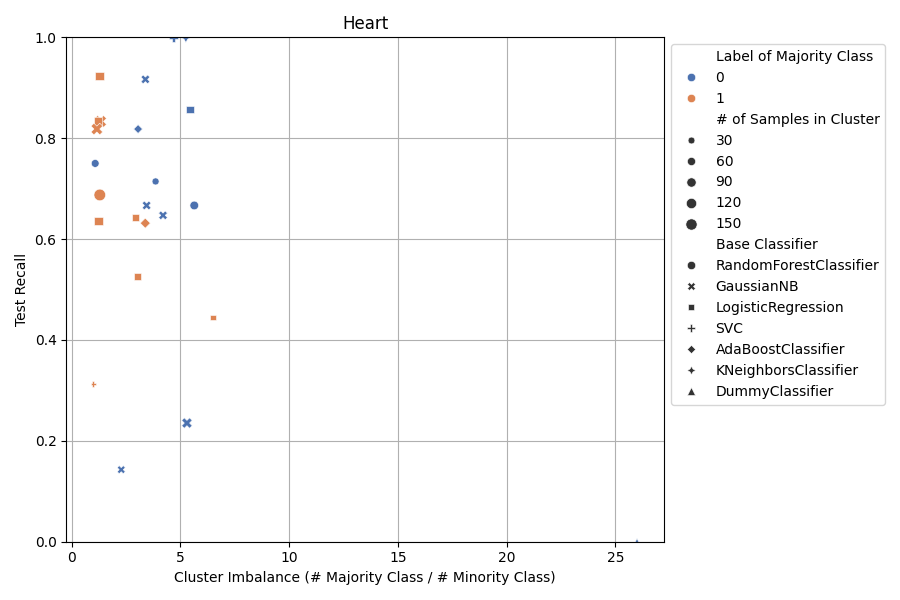 Heart
1.0
0.8
0.6
0.4
0.2
0.0
Test Recall
0
5
10
15
20
25
Cluster Imbalance (# Majority Class / # Minority Class)
Label of Majority Class
0
1
# of Samples in Cluster
30
60
90
120
150
Base Classifier
RandomForestClassifier
GaussianNB
LogisticRegression
SVC
AdaBoostClassifier
KNeighborsClassifier
DummyClassifier